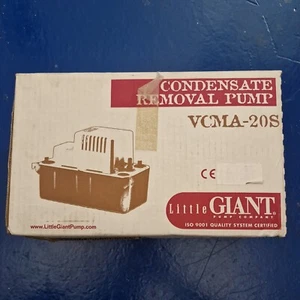 CONDENSATE
REMOVAL PUMP
VCMA-20S
CE
Little GIANT
PUMP COMPANY
www.LittleGiantPump.com
ISO 9001 QUALITY SYSTEM CERTIFIED